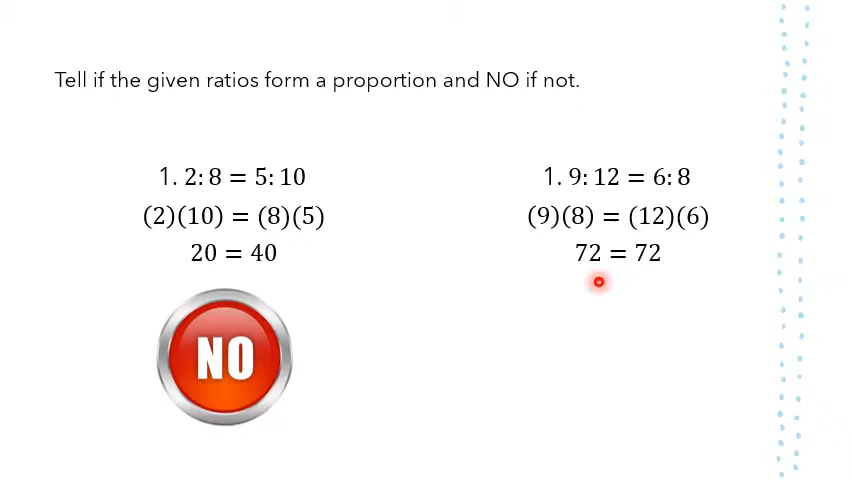 Tell if the given ratios form a proportion and NO if not.
1. 2: 8 = 5: 10
(2)(10) = (8)(5)
20 = 40
NO
1. 9: 12 = 6: 8
(9)(8) = (12)(6)
72 = 72